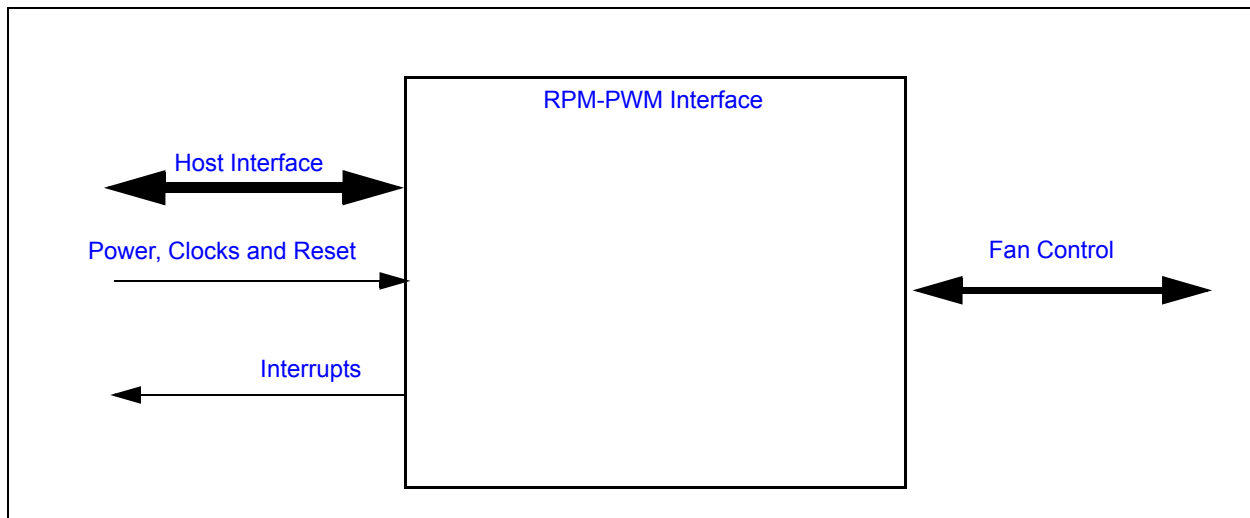 RPM-PWM Interface
Host Interface
Power, Clocks and Reset
Fan Control
Interrupts